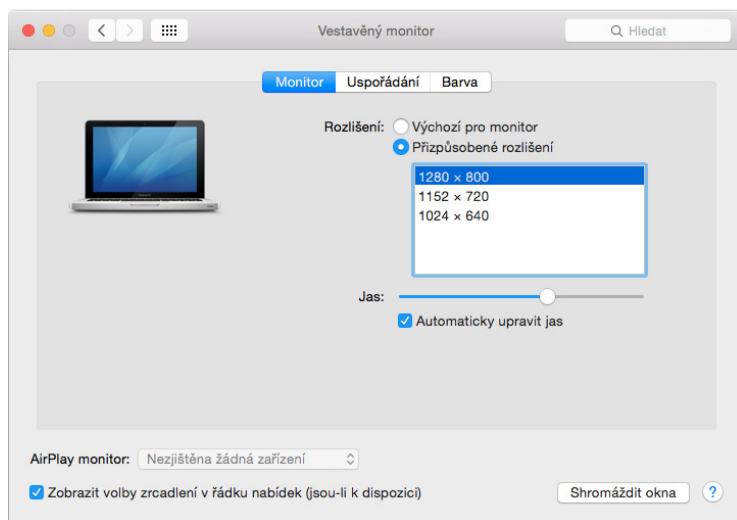 Vestavěný monitor
Hledat
Monitor Uspořádání Barva
Rozlišení: Výchozí pro monitor
Přizpůsobené rozlišení
1280 × 800
1152 × 720
1024 × 640
Jas:
Automaticky upravit jas
AirPlay monitor: Nezjištěna žádná zařízení
Zobrazit volby zrcadlení v řádku nabídek (jsou-li k dispozici)
Shromáždit okna ?